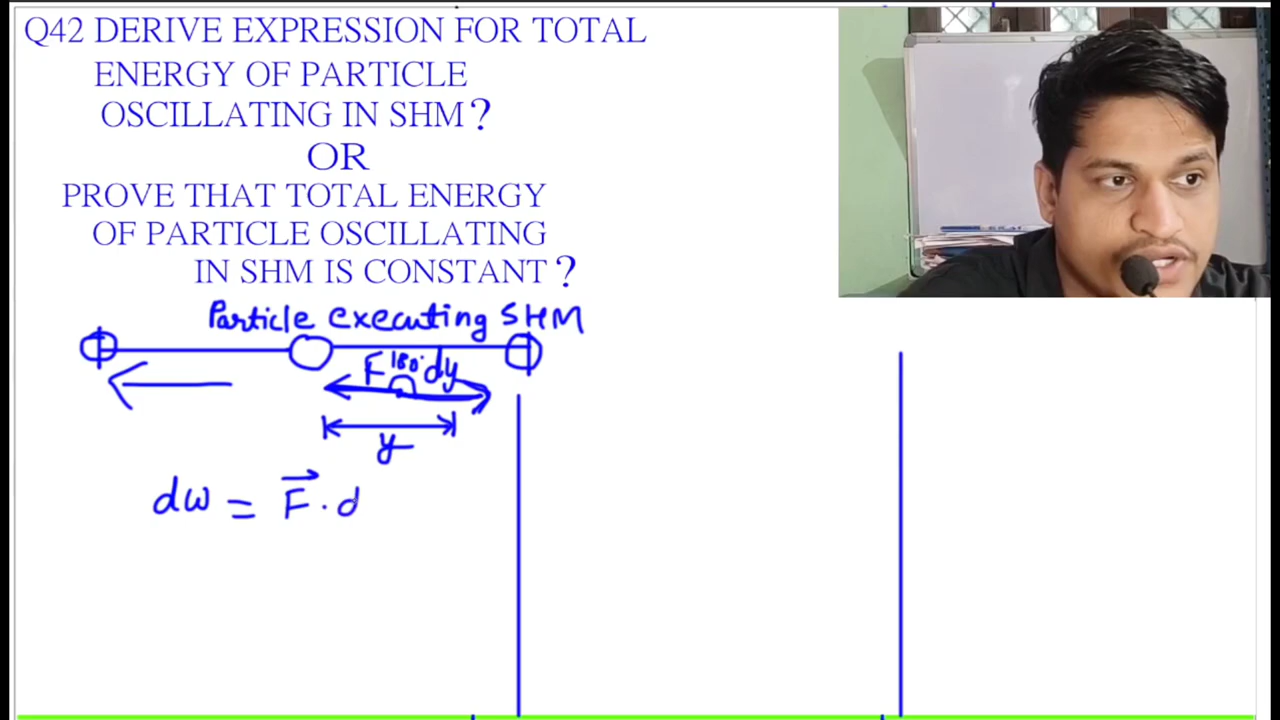 Q42 DERIVE EXPRESSION FOR TOTAL
ENERGY OF PARTICLE
OSCILLATING IN SHM?
OR
PROVE THAT TOTAL ENERGY
OF PARTICLE OSCILLATING
IN SHM IS CONSTANT?
Particle executing SHM
F 180° dy
y
dw = F⃗ . d